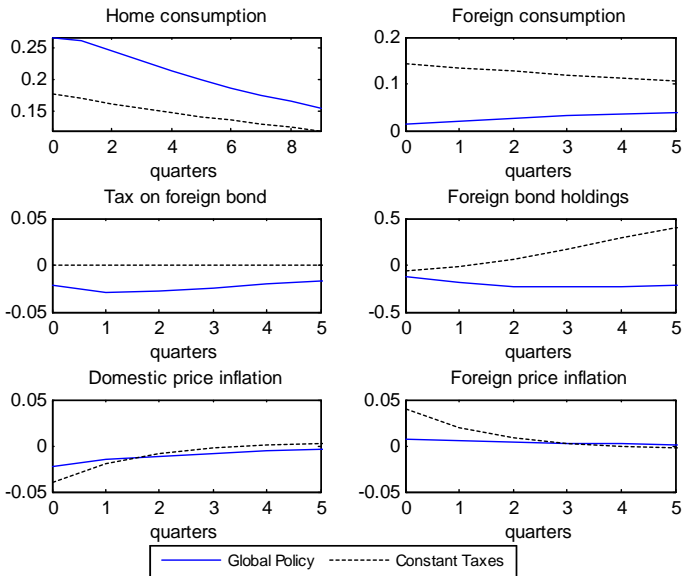 Home consumption
0.25
0.2
0.15
0 2 4 6 8
quarters
Foreign consumption
0.2
0.1
0
0 1 2 3 4 5
quarters
Tax on foreign bond
0.05
0
-0.05
0 1 2 3 4 5
quarters
Foreign bond holdings
0.5
0
-0.5
0 1 2 3 4 5
quarters
Domestic price inflation
0.05
0
-0.05
0 1 2 3 4 5
quarters
Foreign price inflation
0.05
0
-0.05
0 1 2 3 4 5
quarters
Global Policy Constant Taxes